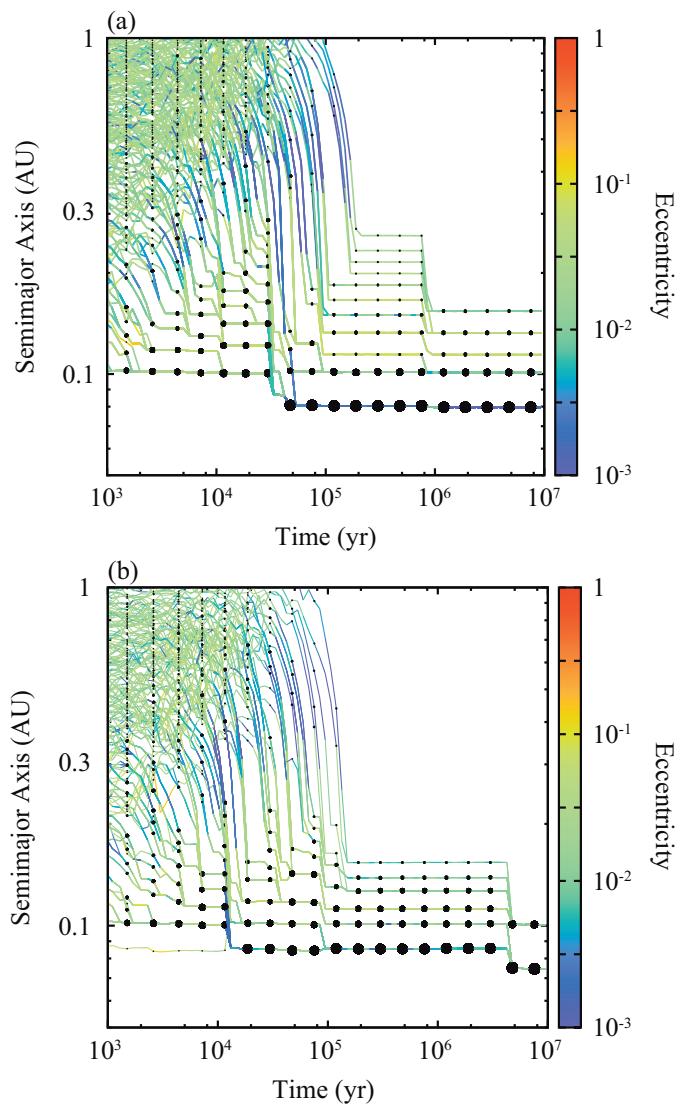 (a)
1
0.3
0.1
Semimajor Axis (AU)
10³ 10⁴ 10⁵ 10⁶ 10⁷
Time (yr)
1
10⁻¹
10⁻²
10⁻³
Eccentricity
(b)
1
0.3
0.1
Semimajor Axis (AU)
10³ 10⁴ 10⁵ 10⁶ 10⁷
Time (yr)
1
10⁻¹
10⁻²
10⁻³
Eccentricity